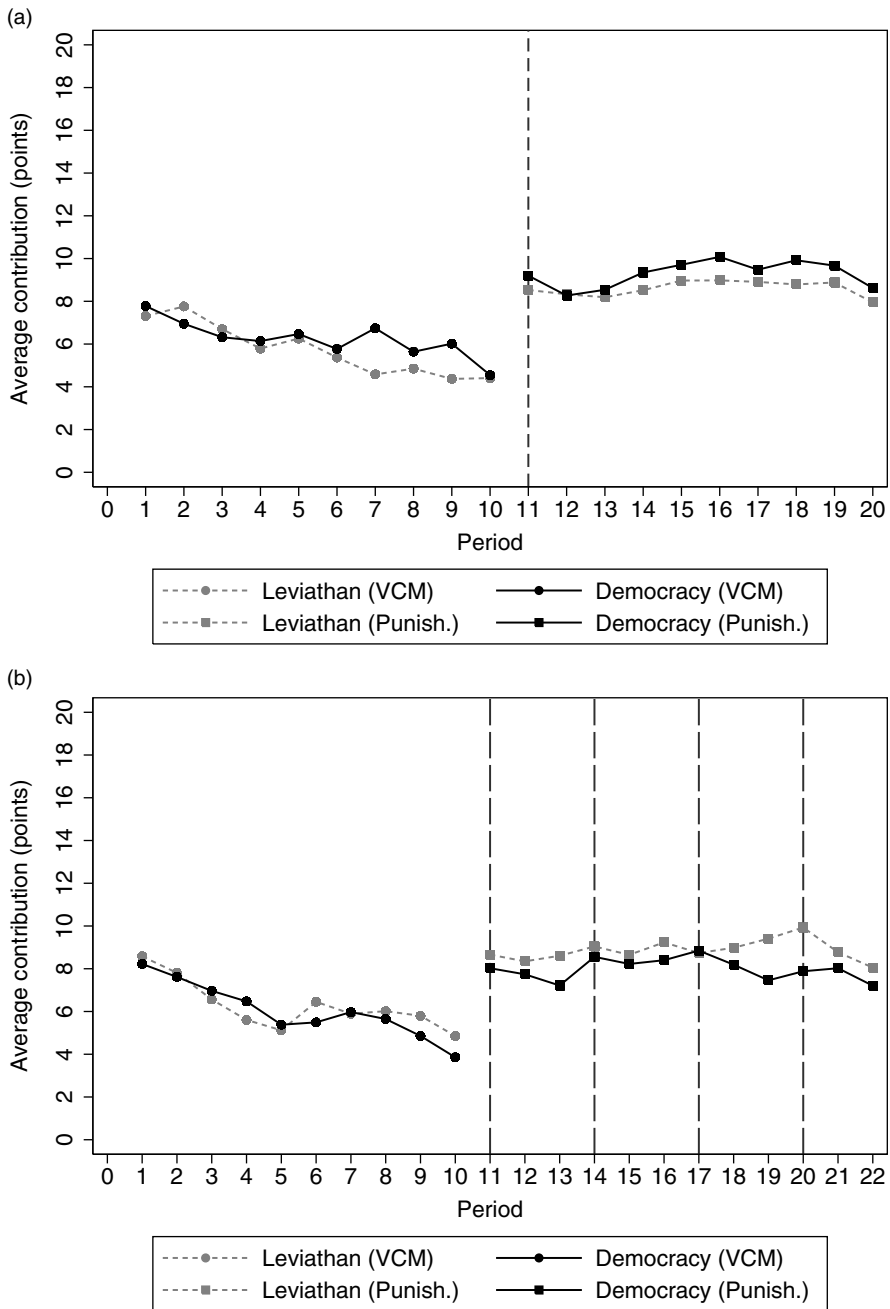 (a)
Average contribution (points)
20
18
16
14
12
10
8
6
4
2
0
0 1 2 3 4 5 6 7 8 9 10 11 12 13 14 15 16 17 18 19 20
Period
Leviathan (VCM) Democracy (VCM)
Leviathan (Punish.) Democracy (Punish.)
(b)
Average contribution (points)
20
18
16
14
12
10
8
6
4
2
0
0 1 2 3 4 5 6 7 8 9 10 11 12 13 14 15 16 17 18 19 20 21 22
Period
Leviathan (VCM) Democracy (VCM)
Leviathan (Punish.) Democracy (Punish.)